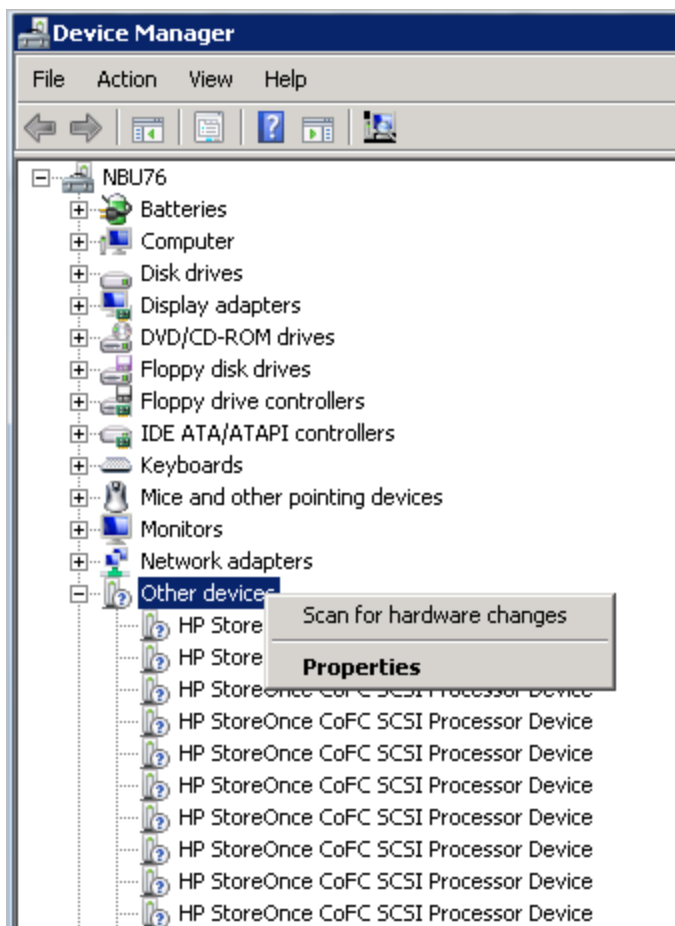 Device Manager
File Action View Help
NBU76
Batteries
Computer
Disk drives
Display adapters
DVD/CD-ROM drives
Floppy disk drives
Floppy drive controllers
IDE ATA/ATAPI controllers
Keyboards
Mice and other pointing devices
Monitors
Network adapters
Other devices
Scan for hardware changes
HP Store
HP Store
Properties
HP StoreOnce CoFC SCSI Processor Device
HP StoreOnce CoFC SCSI Processor Device
HP StoreOnce CoFC SCSI Processor Device
HP StoreOnce CoFC SCSI Processor Device
HP StoreOnce CoFC SCSI Processor Device
HP StoreOnce CoFC SCSI Processor Device
HP StoreOnce CoFC SCSI Processor Device
HP StoreOnce CoFC SCSI Processor Device